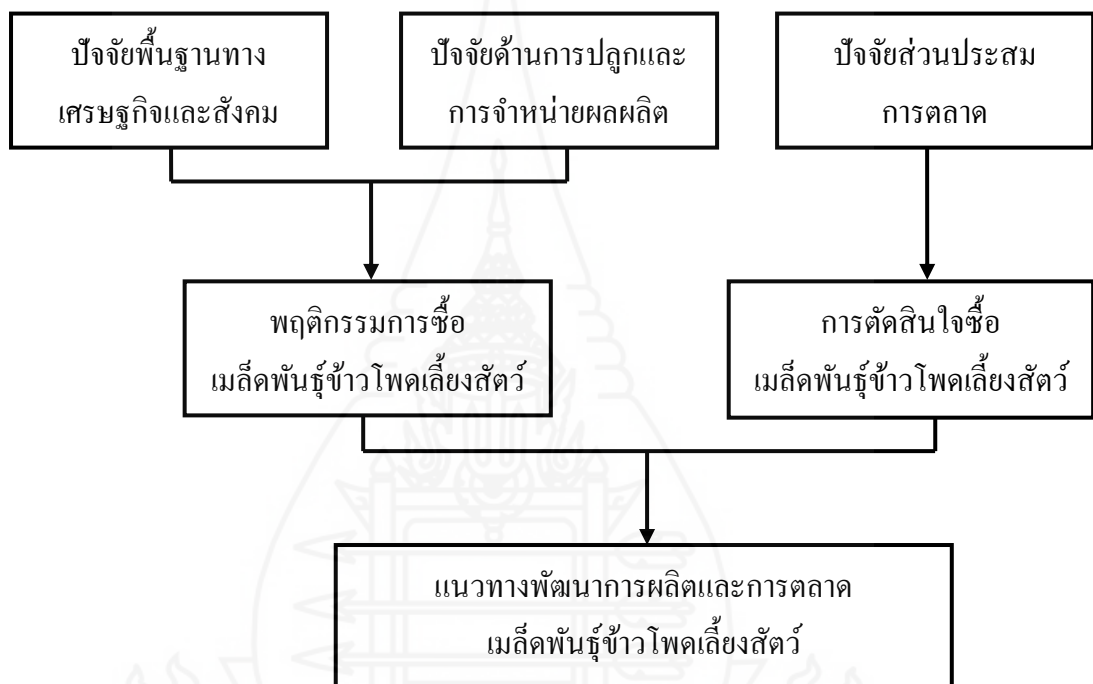 ปัจจัยพื้นฐานทาง
เศรษฐกิจและสังคม
ปัจจัยด้านการปลูกและ
การจำหน่ายผลผลิต
ปัจจัยส่วนประสม
การตลาด
พฤติกรรมการซื้อ
เมล็ดพันธุ์ข้าวโพดเลี้ยงสัตว์
การตัดสินใจซื้อ
เมล็ดพันธุ์ข้าวโพดเลี้ยงสัตว์
แนวทางพัฒนาการผลิตและการตลาด
เมล็ดพันธุ์ข้าวโพดเลี้ยงสัตว์